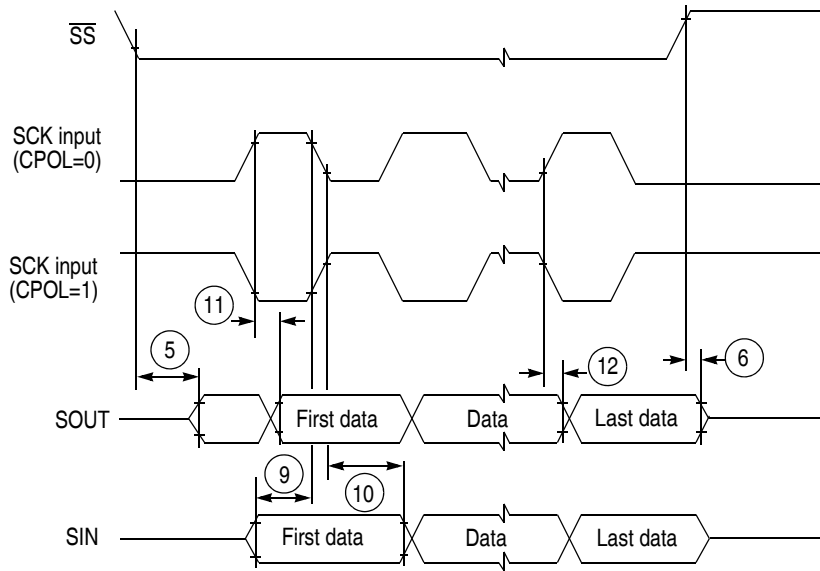 SS
SCK input
(CPOL=0)
SCK input
(CPOL=1)
11
5
12
6
SOUT
First data
Data
Last data
9
10
SIN
First data
Data
Last data